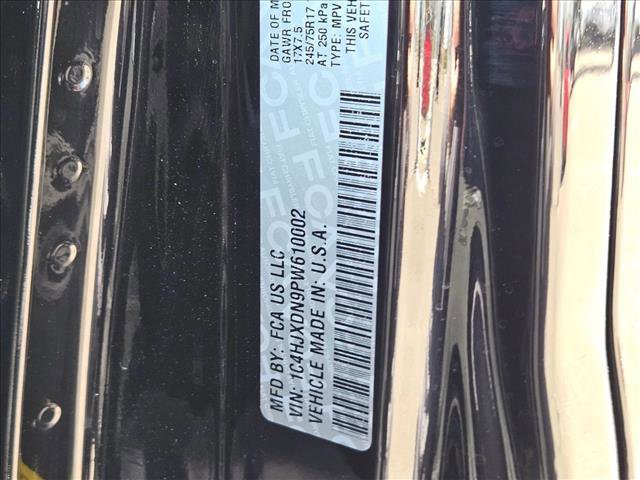 MFD BY: FCA US LLC
DATE OF M
GAWR FRO
17X7.5
245/75R17
AT 250 kPa
VIN: 1C4HJXDN9PW610002
TYPE: MPV
VEHICLE MADE IN: U.S.A.
THIS VEHI
SAFET